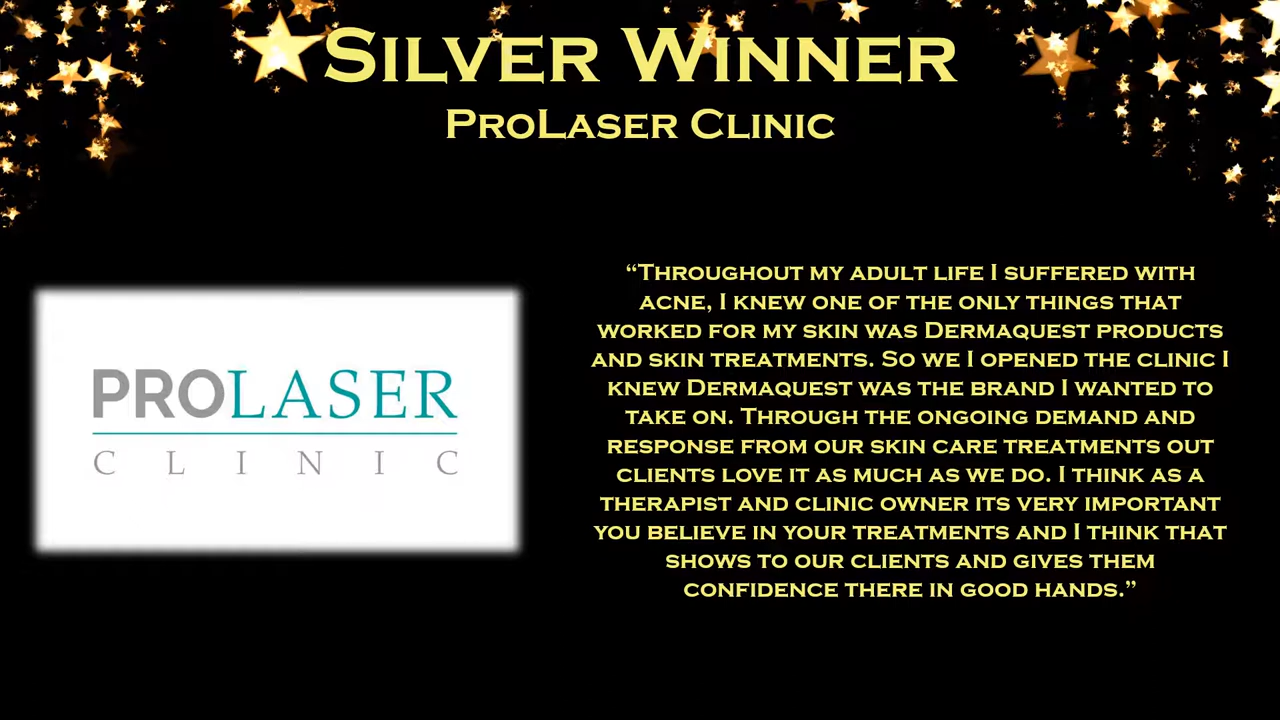 Silver Winner
ProLaser Clinic
PROLASER
CLINIC
“Throughout my adult life I suffered with
acne, I knew one of the only things that
worked for my skin was Dermaquest products
and skin treatments. So we I opened the clinic I
knew Dermaquest was the brand I wanted to
take on. Through the ongoing demand and
response from our skin care treatments out
clients love it as much as we do. I think as a
therapist and clinic owner its very important
you believe in your treatments and I think that
shows to our clients and gives them
confidence there in good hands.”